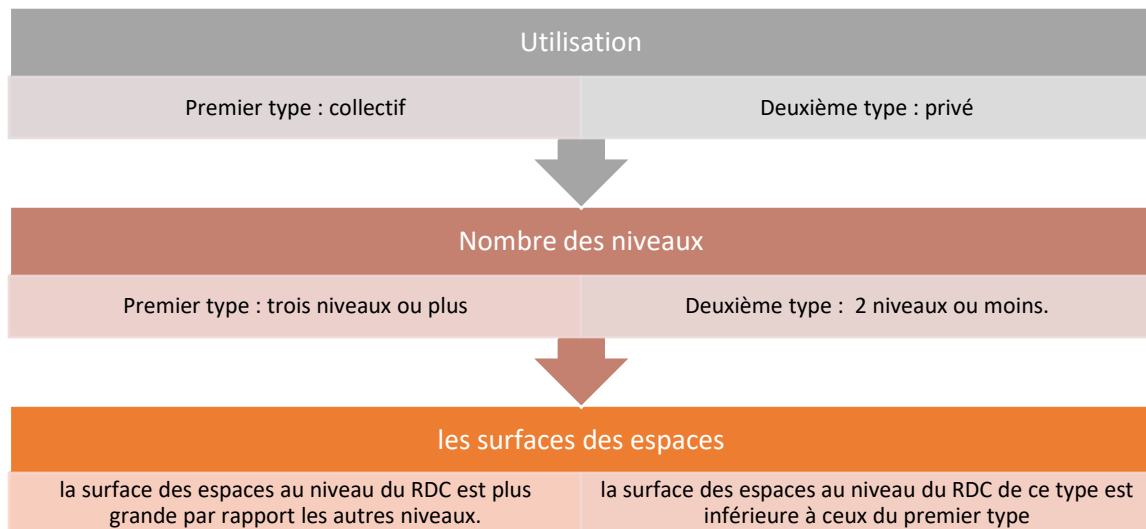 Utilisation
Premier type : collectif
Deuxième type : privé
Nombre des niveaux
Premier type : trois niveaux ou plus
Deuxième type :  2 niveaux ou moins.
les surfaces des espaces
la surface des espaces au niveau du RDC est plus
grande par rapport les autres niveaux.
la surface des espaces au niveau du RDC de ce type est
inférieure à ceux du premier type